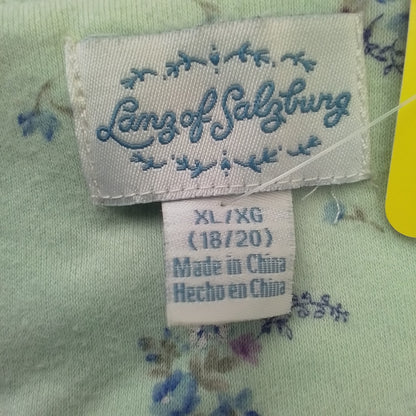 Lanz of Salzburg
XL/XG
(18/20)
Made in China
Hecho en China